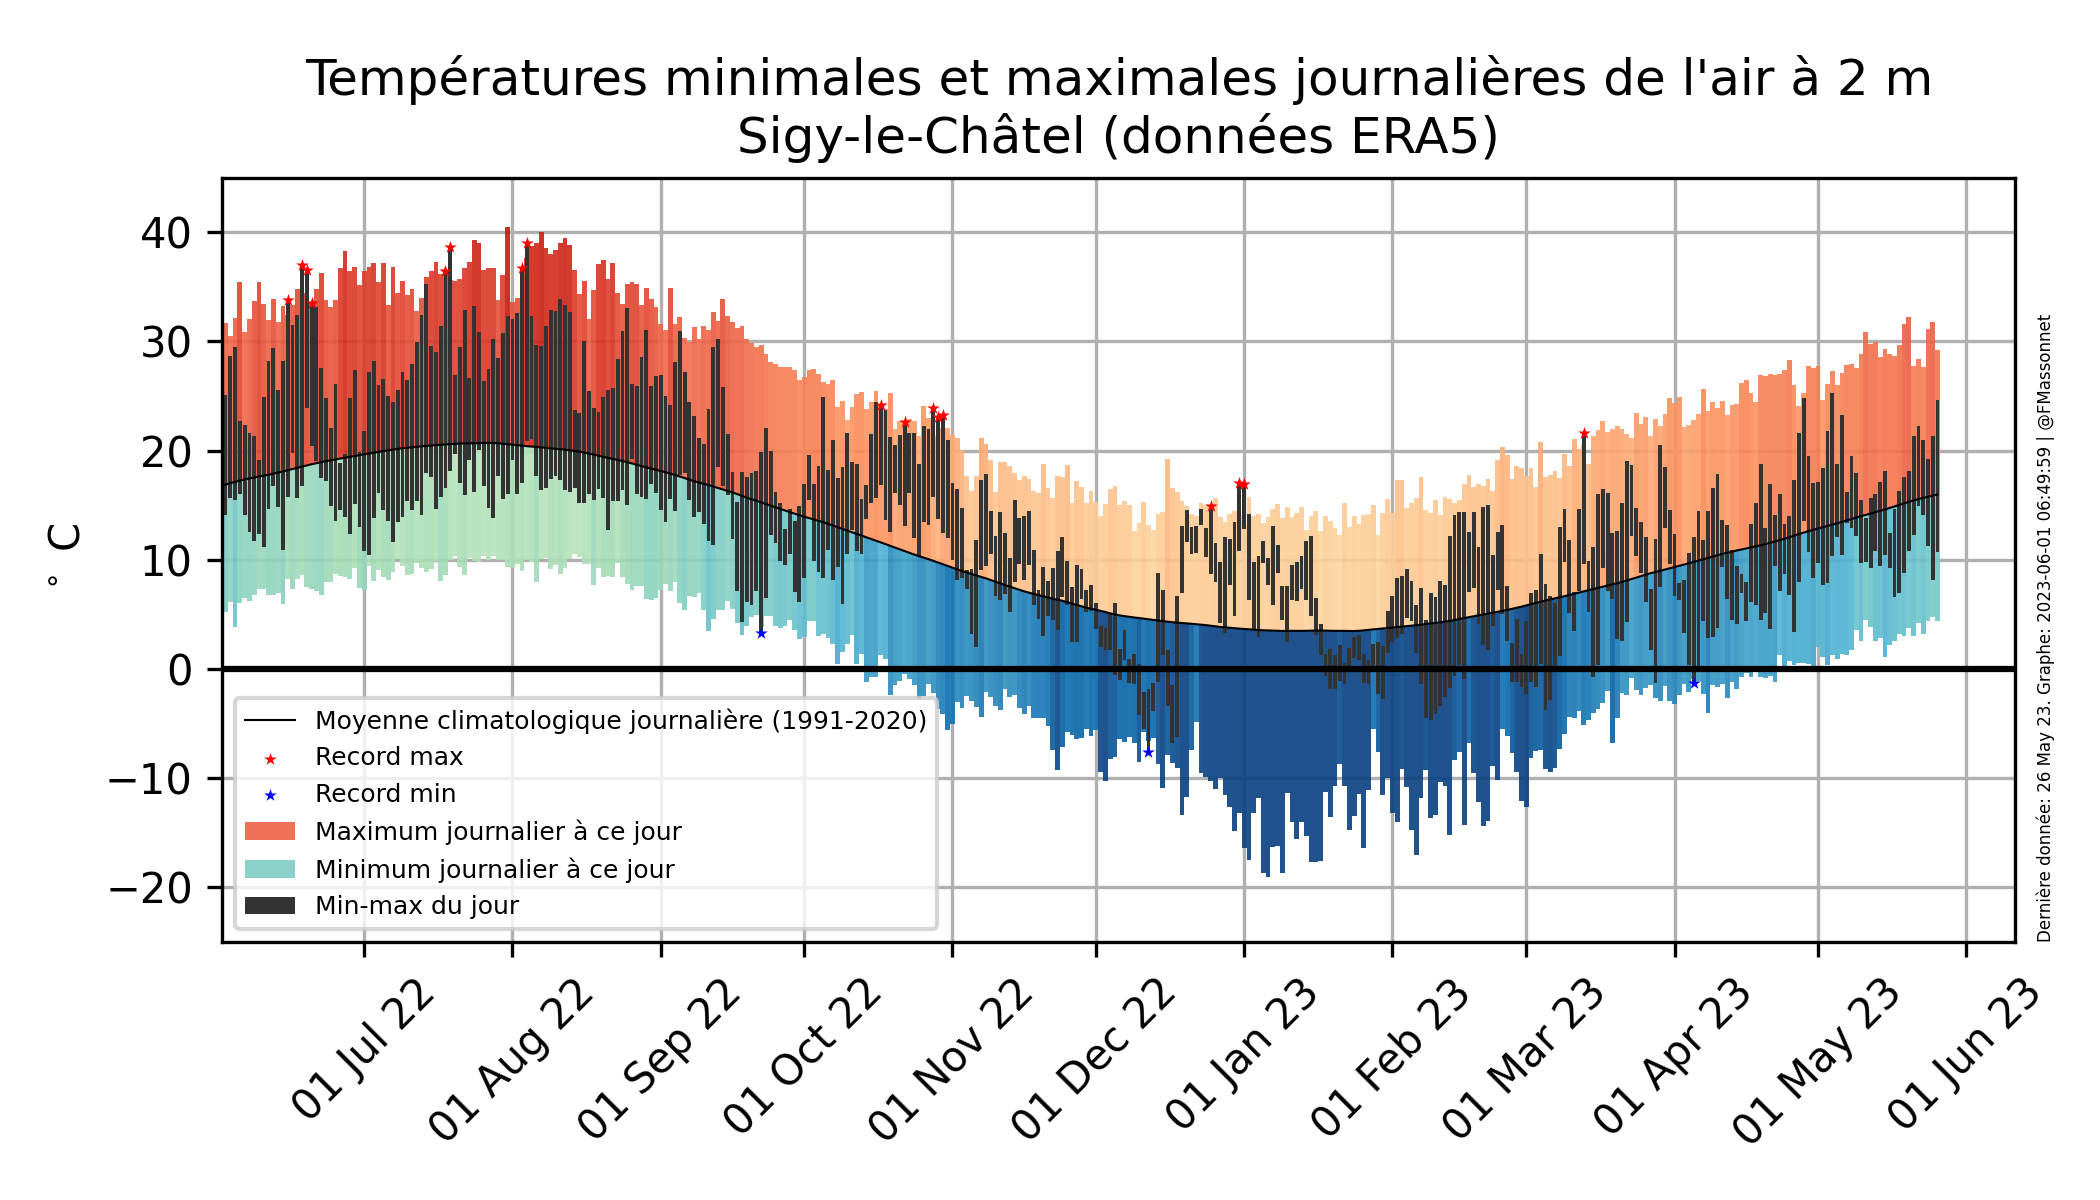 Températures minimales et maximales journalières de l'air à 2 m
Sigy-le-Châtel (données ERA5)
° C
40
30
20
10
0
−10
−20
Moyenne climatologique journalière (1991-2020)
Record max
Record min
Maximum journalier à ce jour
Minimum journalier à ce jour
Min-max du jour
01 Jul 22
01 Aug 22
01 Sep 22
01 Oct 22
01 Nov 22
01 Dec 22
01 Jan 23
01 Feb 23
01 Mar 23
01 Apr 23
01 May 23
01 Jun 23
Dernière donnée: 26 May 23. Graphe: 2023-06-01 06:49:59 | @FMassonnet